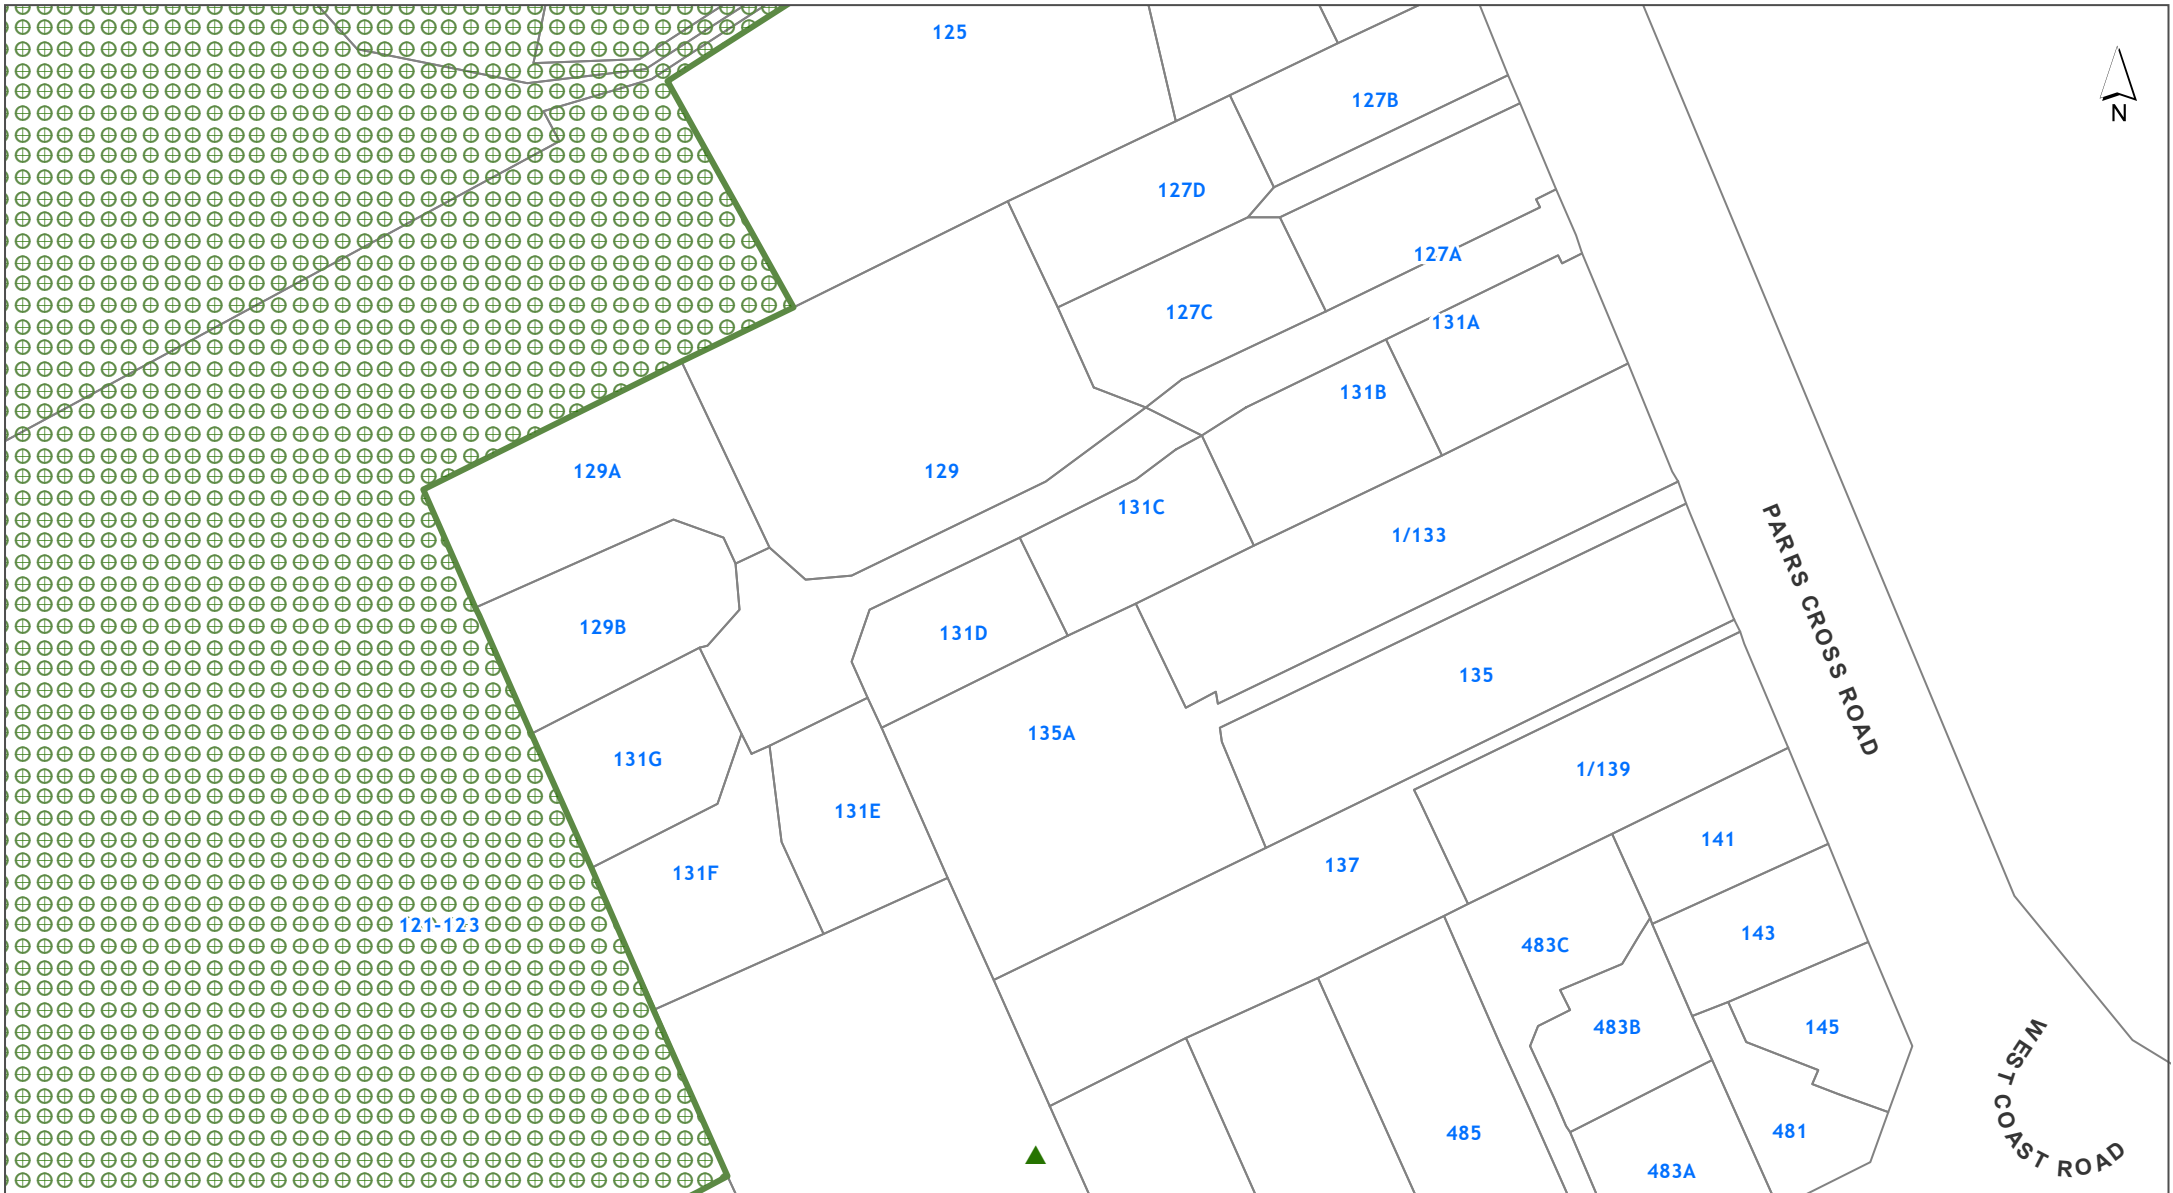 125
127B
N
127D
127A
127C
131A
131B
129A
129
131C
1/133
PARRS CROSS ROAD
129B
131D
135
135A
131G
1/139
131E
141
137
131F
121-123
143
483C
483B
145
WEST COAST ROAD
485
481
483A